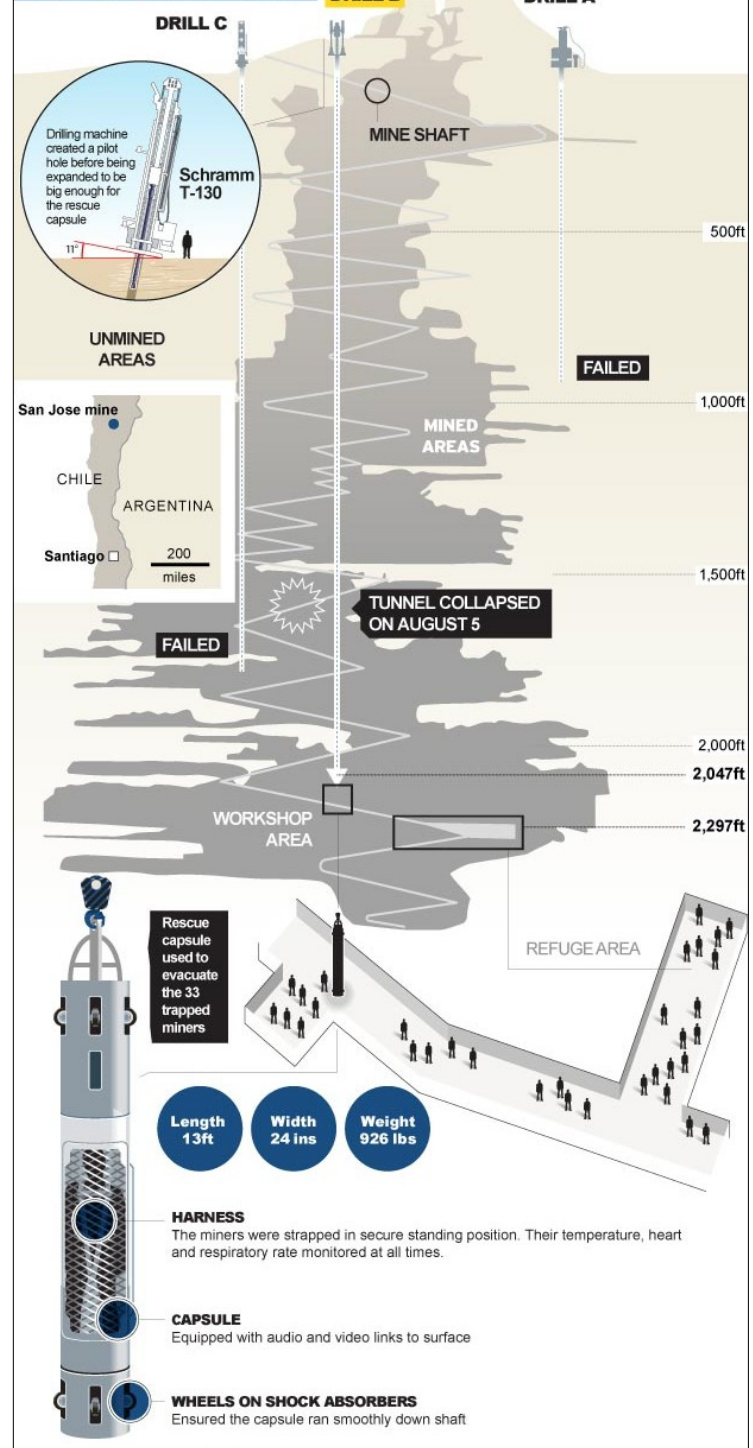 DRILL C
DRILL B
DRILL A
Drilling machine
created a pilot
hole before being
expanded to be
big enough for
the rescue
capsule
Schramm
T-130
11°
MINE SHAFT
500ft
UNMINED
AREAS
FAILED
1,000ft
MINED
AREAS
San Jose mine
CHILE
ARGENTINA
Santiago
200
miles
1,500ft
TUNNEL COLLAPSED
ON AUGUST 5
FAILED
2,000ft
2,047ft
WORKSHOP
AREA
2,297ft
Rescue
capsule
used to
evacuate
the 33
trapped
miners
REFUGE AREA
Length
13ft
Width
24 ins
Weight
926 lbs
HARNESS
The miners were strapped in secure standing position. Their temperature, heart
and respiratory rate monitored at all times.
CAPSULE
Equipped with audio and video links to surface
WHEELS ON SHOCK ABSORBERS
Ensured the capsule ran smoothly down shaft